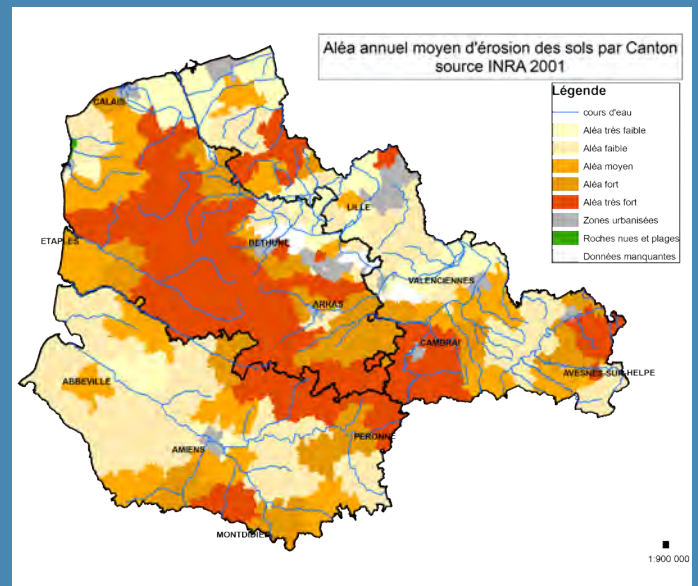 Aléa annuel moyen d'érosion des sols par Canton
source INRA 2001
Légende
cours d'eau
Aléa très faible
Aléa faible
Aléa moyen
Aléa fort
Aléa très fort
Zones urbanisées
Roches nues et plages
Données manquantes
CALAIS
LILLE
ETAPLES
BETHUNE
VALENCIENNES
ARRAS
CAMBRAI
AVESNES-SUR-HELPE
ABBEVILLE
PERONNE
AMIENS
MONTDIDIER
1:900 000